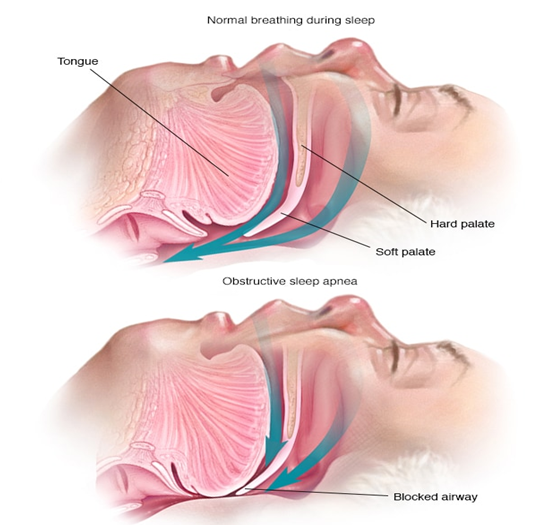 Normal breathing during sleep
Tongue
Hard palate
Soft palate
Obstructive sleep apnea
Blocked airway